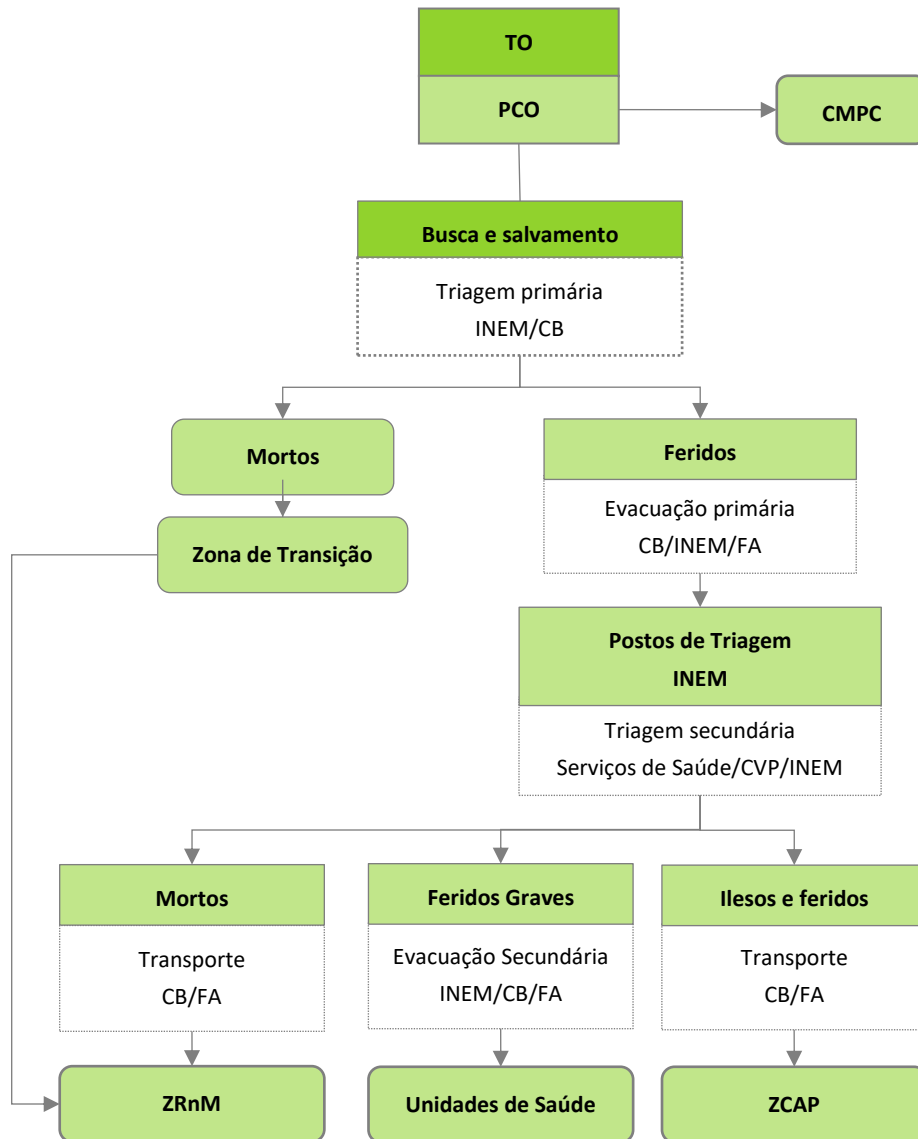 TO
PCO
CMPC
Busca e salvamento
Triagem primária
INEM/CB
Mortos
Feridos
Zona de Transição
Evacuação primária
CB/INEM/FA
Postos de Triagem
INEM
Triagem secundária
Serviços de Saúde/CVP/INEM
Mortos
Feridos Graves
Ilesos e feridos
Transporte
CB/FA
Evacuação Secundária
INEM/CB/FA
Transporte
CB/FA
ZRnM
Unidades de Saúde
ZCAP